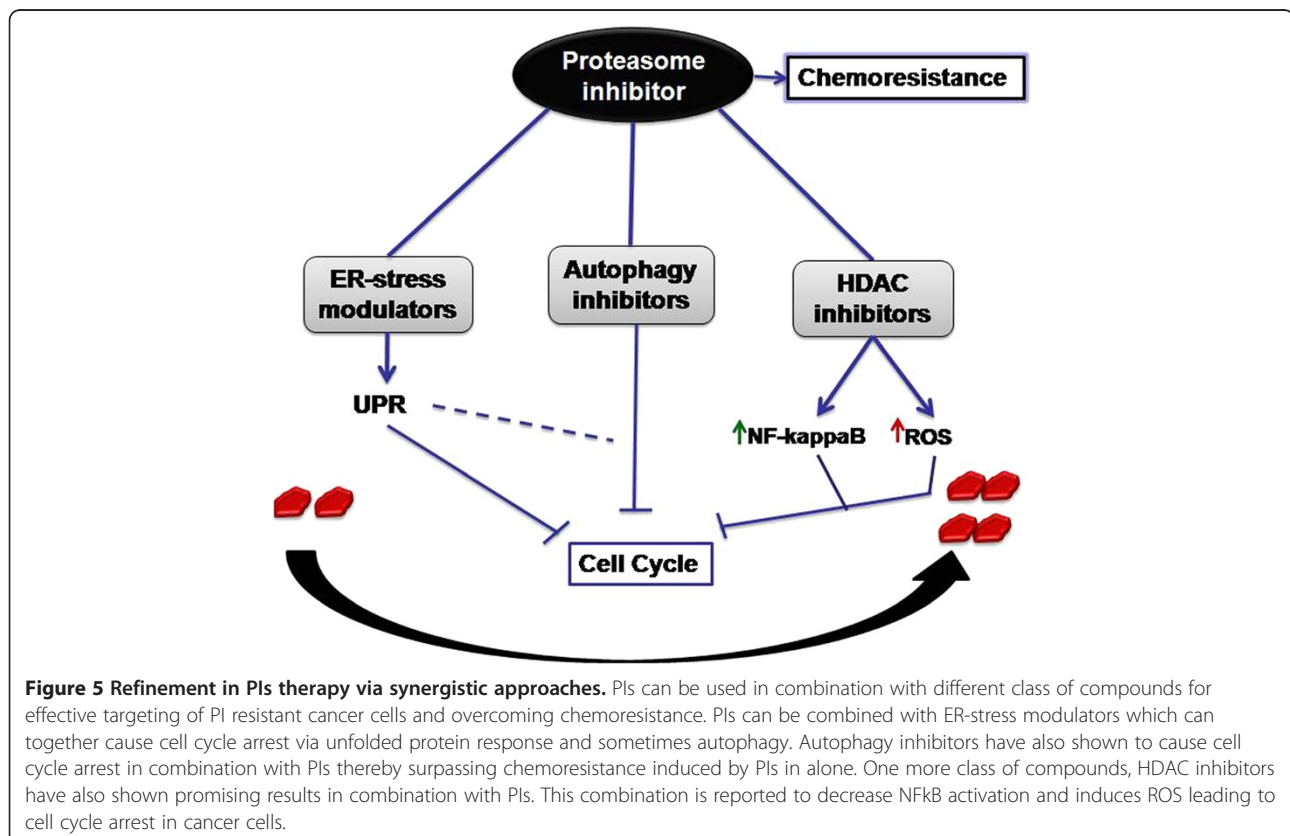 Proteasome
inhibitor
Chemoresistance
ER-stress
modulators
Autophagy
inhibitors
HDAC
inhibitors
UPR
↑NF-kappaB
↑ROS
Cell Cycle
Figure 5 Refinement in PIs therapy via synergistic approaches. PIs can be used in combination with different class of compounds for
effective targeting of PI resistant cancer cells and overcoming chemoresistance. PIs can be combined with ER-stress modulators which can
together cause cell cycle arrest via unfolded protein response and sometimes autophagy. Autophagy inhibitors have also shown to cause cell
cycle arrest in combination with PIs thereby surpassing chemoresistance induced by PIs in alone. One more class of compounds, HDAC inhibitors
have also shown promising results in combination with PIs. This combination is reported to decrease NFkB activation and induces ROS leading to
cell cycle arrest in cancer cells.